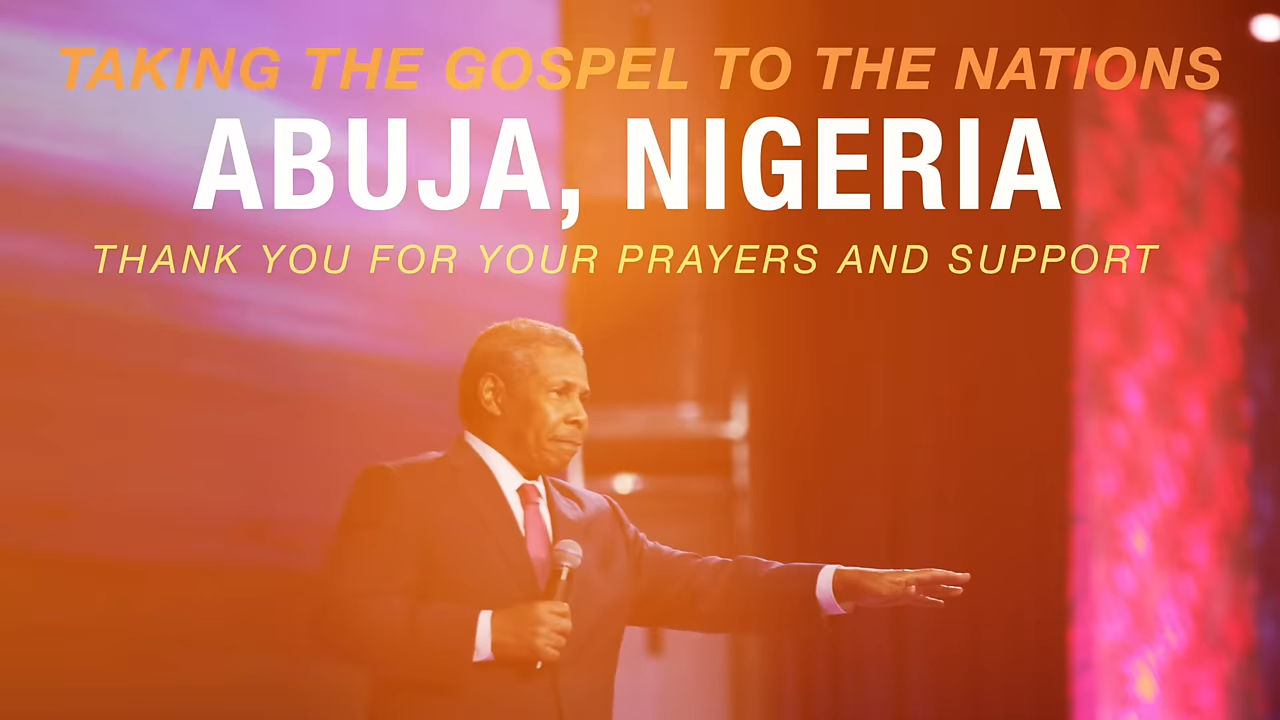 TAKING THE GOSPEL TO THE NATIONS
ABUJA, NIGERIA
THANK YOU FOR YOUR PRAYERS AND SUPPORT